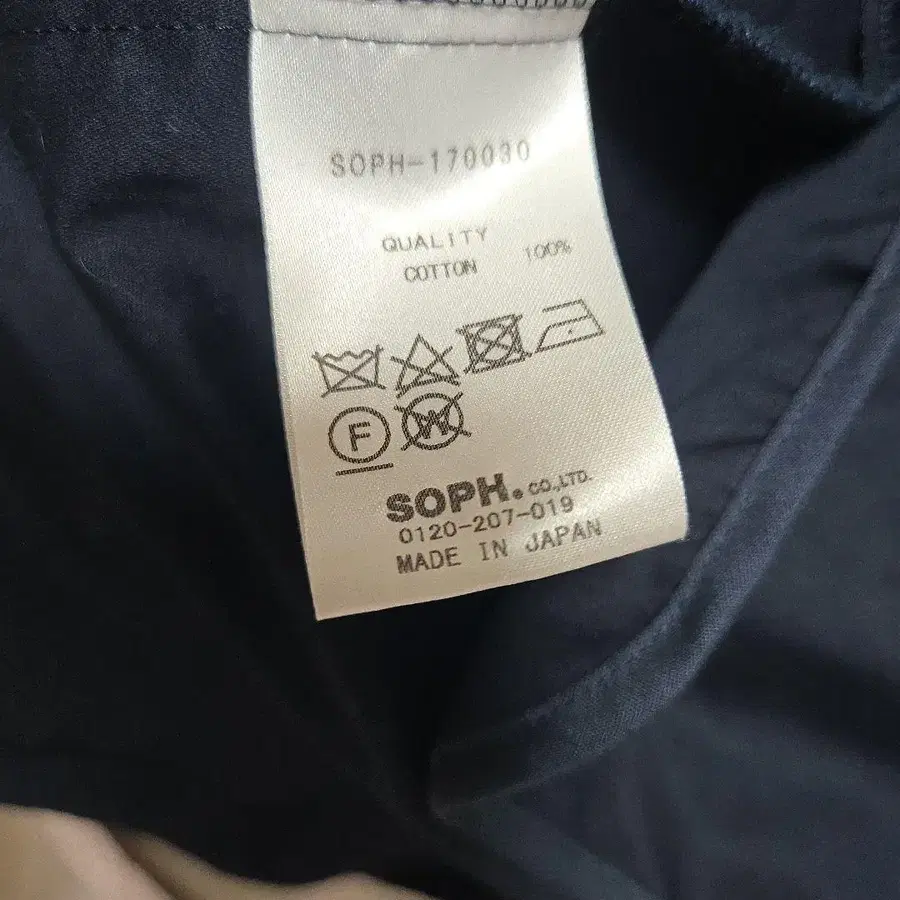 SOPH-170030
QUALITY
COTTON 100%
F W
SOPH. CO.,LTD.
0120-207-019
MADE IN JAPAN